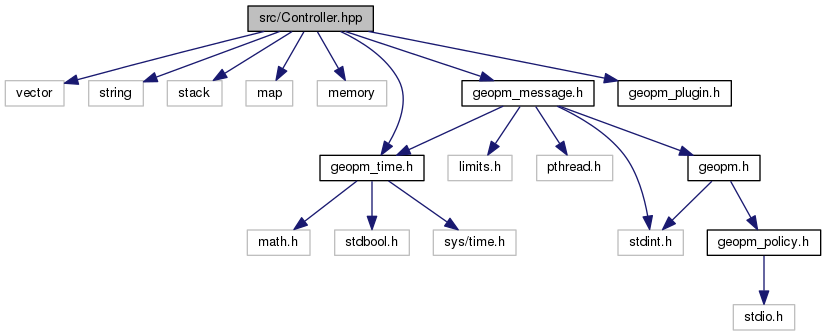 src/Controller.hpp
vector
string
stack
map
memory
geopm_message.h
geopm_plugin.h
geopm_time.h
limits.h
pthread.h
geopm.h
math.h
stdbool.h
sys/time.h
stdint.h
geopm_policy.h
stdio.h